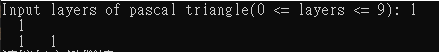 Input layers of pascal triangle(0 <= layers <= 9): 1
1
1 1